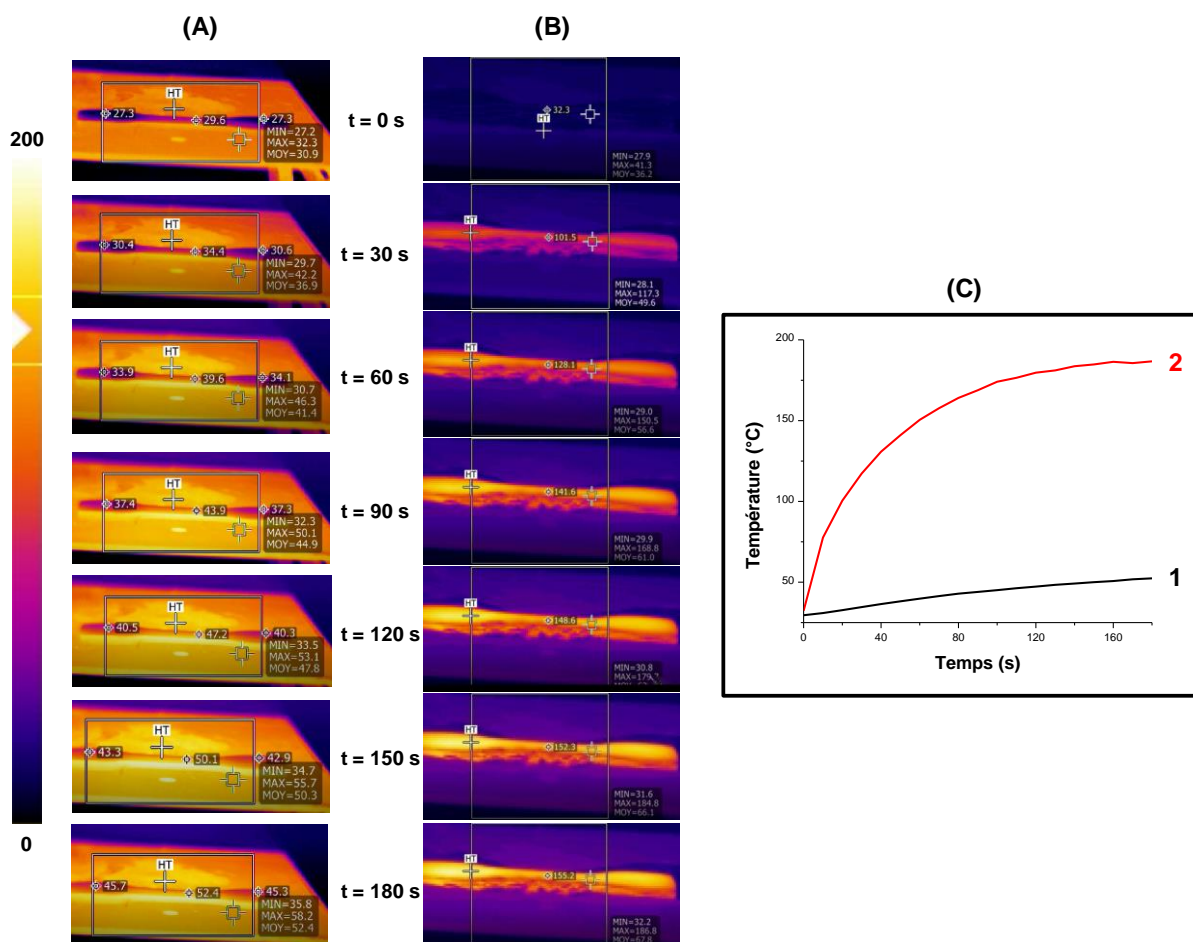 (A)
(B)
200
0
HT
27.3
29.6
27.3
MIN=27.2
MAX=32.3
MOY=30.9
t = 0 s
32.3
HT
MIN=27.9
MAX=41.3
MOY=36.2
HT
30.4
34.4
30.6
MIN=29.7
MAX=42.2
MOY=36.9
t = 30 s
HT
101.5
MIN=28.1
MAX=117.3
MOY=49.6
HT
33.9
39.6
34.1
MIN=30.7
MAX=46.3
MOY=41.4
t = 60 s
HT
128.1
MIN=29.0
MAX=150.5
MOY=56.6
HT
37.4
43.9
37.3
MIN=32.3
MAX=50.1
MOY=44.9
t = 90 s
HT
141.6
MIN=29.9
MAX=168.8
MOY=61.0
HT
40.5
47.2
40.3
MIN=33.5
MAX=53.1
MOY=47.8
t = 120 s
HT
148.6
MIN=30.8
HT
43.3
50.1
42.9
MIN=34.7
MAX=55.7
MOY=50.3
t = 150 s
HT
152.3
MIN=31.6
MAX=184.8
MOY=66.1
HT
45.7
52.4
45.3
MIN=35.8
MAX=58.2
MOY=52.4
t = 180 s
HT
155.2
MIN=32.2
MAX=186.8
MOY=67.8
(C)
200
150
100
50
Température (°C)
0
40
80
120
160
Temps (s)
2
1